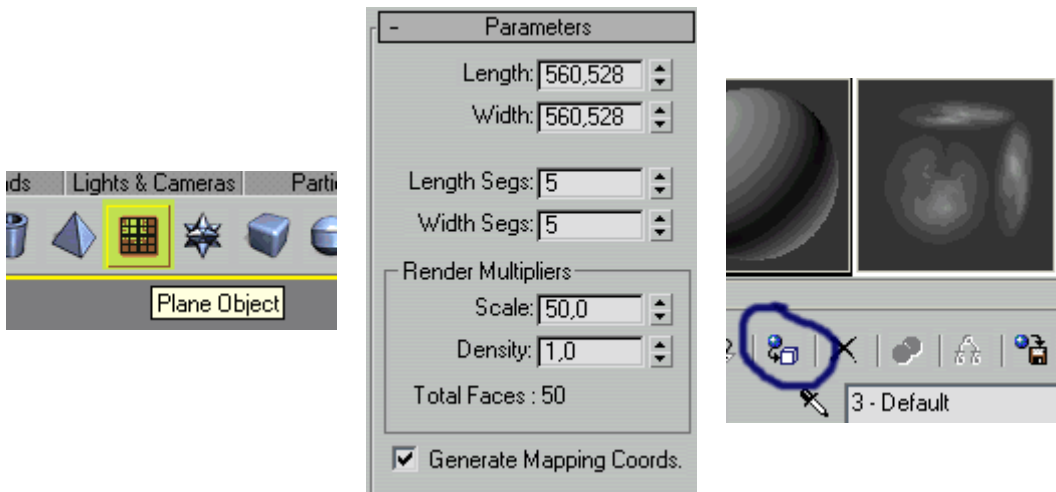 ds Lights & Cameras Parti
Plane Object
- Parameters
Length: 560,528
Width: 560,528
Length Segs: 5
Width Segs: 5
Render Multipliers
Scale: 50,0
Density: 1,0
Total Faces : 50
Generate Mapping Coords.
3 - Default